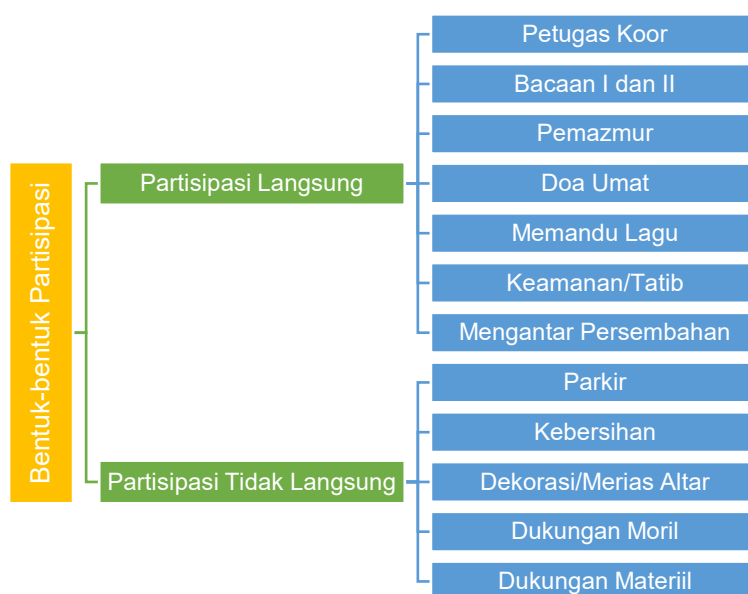 Bentuk-bentuk Partisipasi
Partisipasi Langsung
Petugas Koor
Bacaan I dan II
Pemazmur
Doa Umat
Memandu Lagu
Keamanan/Tatib
Mengantar Persembahan
Partisipasi Tidak Langsung
Parkir
Kebersihan
Dekorasi/Merias Altar
Dukungan Moril
Dukungan Materiil